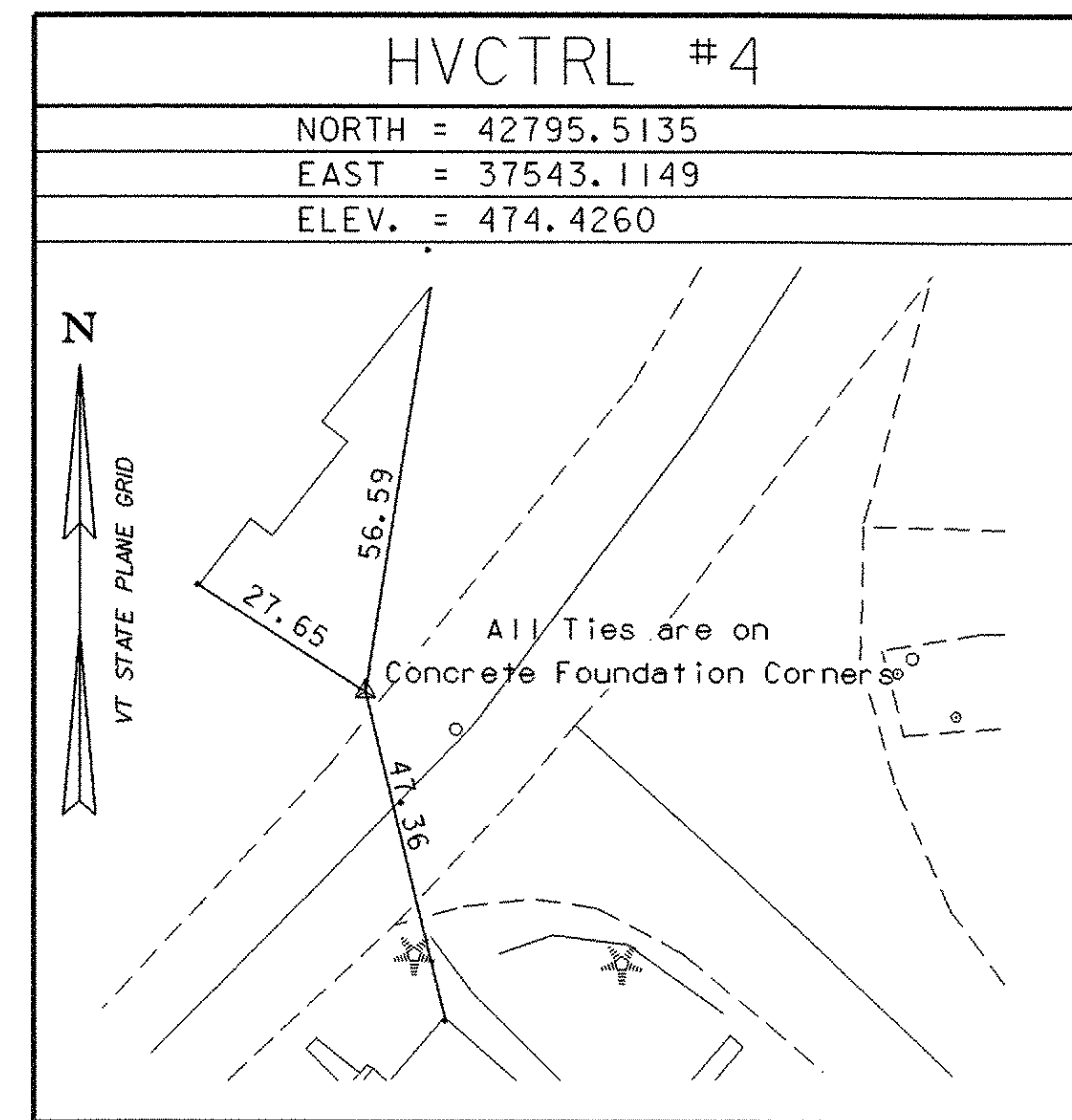 HVCTRL #4
NORTH = 42795.5135
EAST = 37543.1149
ELEV. = 474.4260
N
VT STATE PLANE GRID
56.59
27.65
All Ties are on
Concrete Foundation Corners
47.36